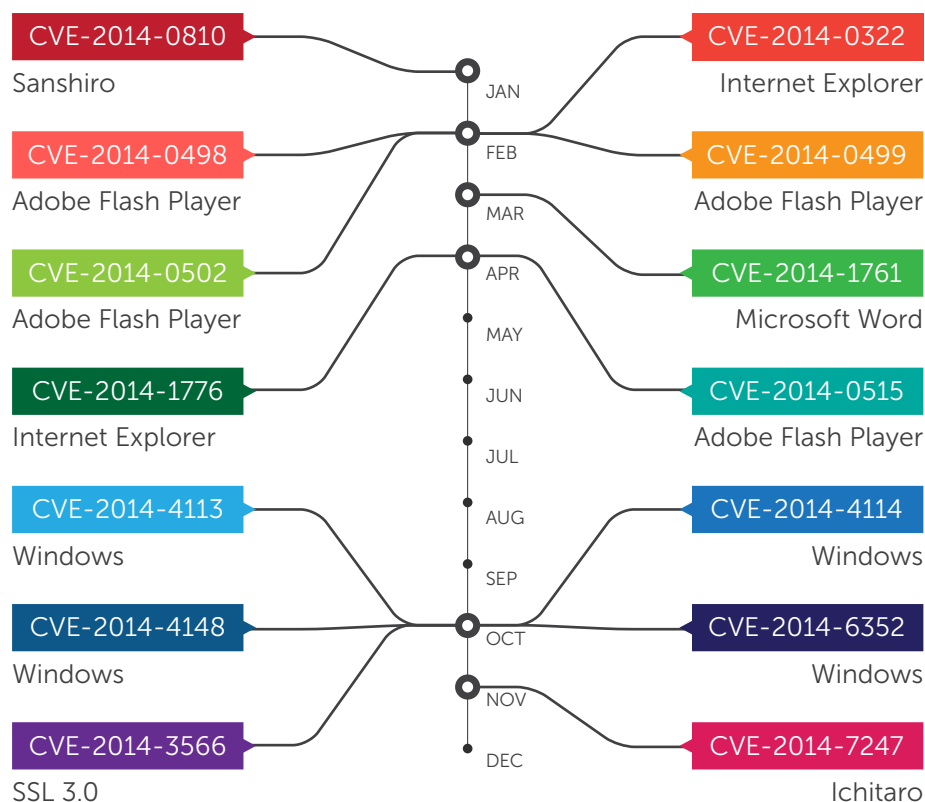 CVE-2014-0810
Sanshiro
CVE-2014-0498
Adobe Flash Player
CVE-2014-0502
Adobe Flash Player
CVE-2014-1776
Internet Explorer
CVE-2014-4113
Windows
CVE-2014-4148
Windows
CVE-2014-3566
SSL 3.0
JAN
FEB
MAR
APR
MAY
JUN
JUL
AUG
SEP
OCT
NOV
DEC
CVE-2014-0322
Internet Explorer
CVE-2014-0499
Adobe Flash Player
CVE-2014-1761
Microsoft Word
CVE-2014-0515
Adobe Flash Player
CVE-2014-4114
Windows
CVE-2014-6352
Windows
CVE-2014-7247
Ichitaro